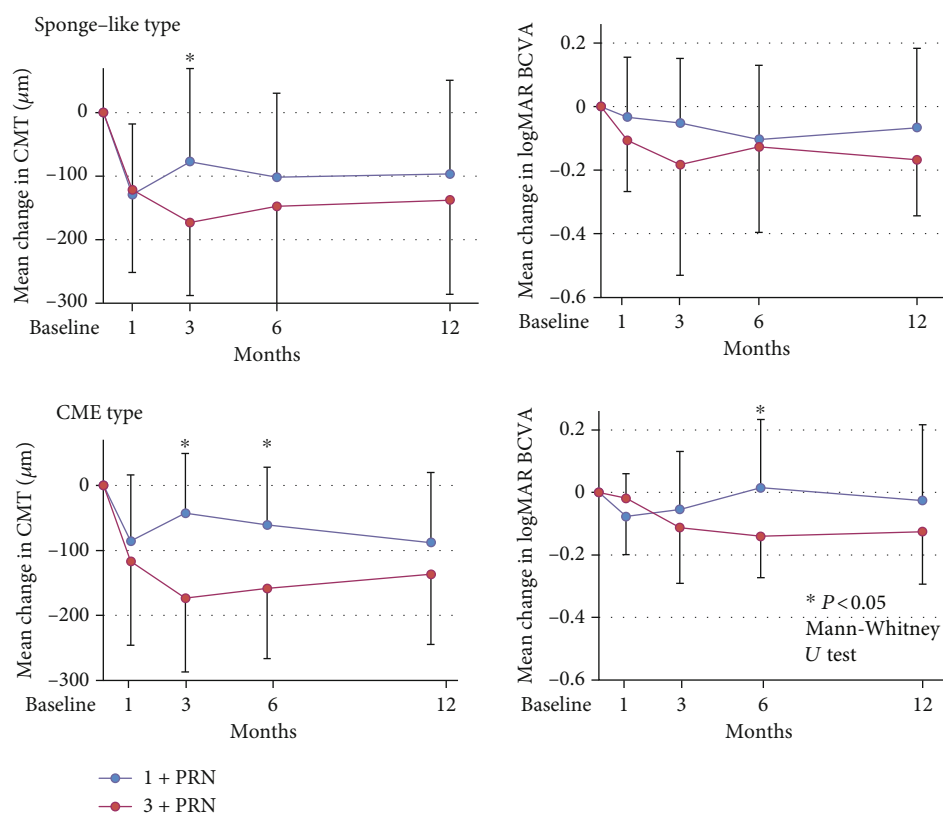 Sponge–like type
*
Mean change in CMT (μm)
0
–100
–200
–300
Baseline 1 3 6 12
Months
Mean change in logMAR BCVA
0.2
0
–0.2
–0.4
–0.6
Baseline 1 3 6 12
Months
CME type
* *
Mean change in CMT (μm)
0
–100
–200
–300
Baseline 1 3 6 12
Months
*
Mean change in logMAR BCVA
0.2
0
–0.2
–0.4
–0.6
* P<0.05
Mann-Whitney
U test
Baseline 1 3 6 12
Months
1 + PRN
3 + PRN